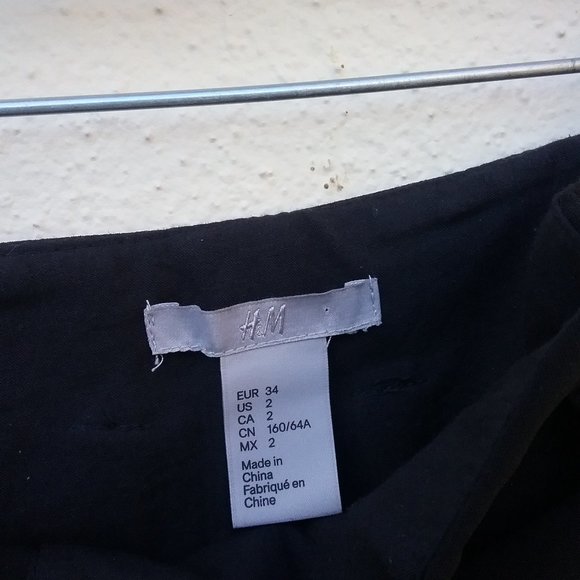 H&M
EUR 34
US 2
CA 2
CN 160/64A
MX 2
Made in
China
Fabriqué en
Chine